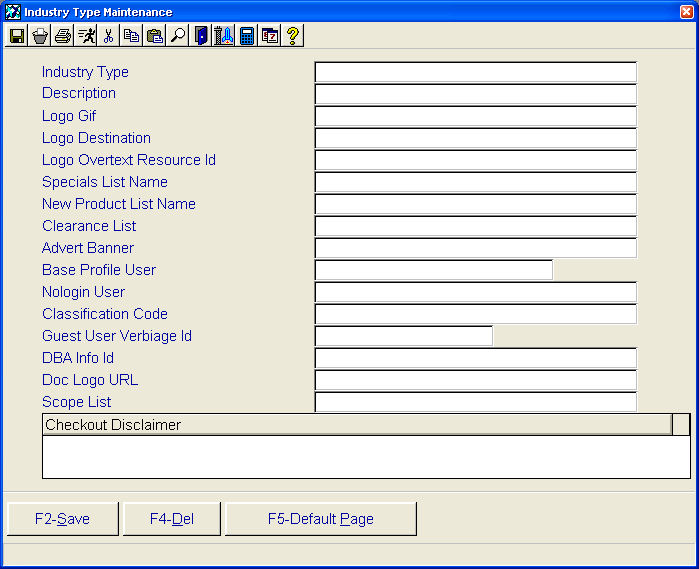 Industry Type Maintenance
Industry Type
Description
Logo Gif
Logo Destination
Logo Overtext Resource Id
Specials List Name
New Product List Name
Clearance List
Advert Banner
Base Profile User
Nologin User
Classification Code
Guest User Verbiage Id
DBA Info Id
Doc Logo URL
Scope List
Checkout Disclaimer
F2-Save F4-Del F5-Default Page